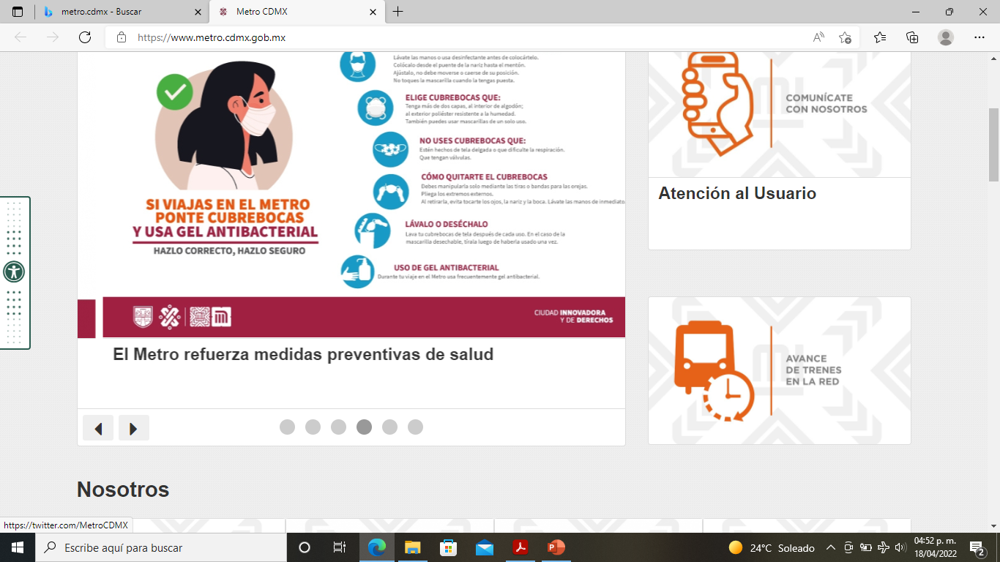 metro.cdmx - Buscar
Metro CDMX
https://www.metro.cdmx.gob.mx
Lávate las manos o usa desinfectante antes de colocártelo.
Colócalo desde el puente de la nariz hasta el mentón.
Ajústalo, no debe moverse o caerse de su posición.
No toques la mascarilla cuando la tengas puesta.
ELIGE CUBREBOCAS QUE:
Tenga más de dos capas, al interior de algodón;
al exterior poliéster resistente a la humedad.
También puedes usar mascarillas de un solo uso.
NO USES CUBREBOCAS QUE:
Estén hechos de tela delgada o que dificulte la respiración.
Que tengan válvulas.
CÓMO QUITARTE EL CUBREBOCAS
Debes manipularla solo mediante las tiras o bandas para las orejas.
Pliega los extremos externos.
Al retirarla, evita tocarte los ojos, la nariz y la boca. Lávate las manos de inmediato.
LÁVALO O DESÉCHALO
Lava tu cubrebocas de tela después de cada uso. En el caso de la
mascarilla desechable, tírala luego de haberla usado una vez.
USO DE GEL ANTIBACTERIAL
Durante tu viaje en el Metro usa frecuentemente gel antibacterial.
SI VIAJAS EN EL METRO
PONTE CUBREBOCAS
Y USA GEL ANTIBACTERIAL
HAZLO CORRECTO, HAZLO SEGURO
CIUDAD INNOVADORA
Y DE DERECHOS
El Metro refuerza medidas preventivas de salud
COMUNÍCATE
CON NOSOTROS
Atención al Usuario
AVANCE
DE TRENES
EN LA RED
Nosotros
https://twitter.com/MetroCDMX
Escribe aquí para buscar
24°C Soleado
04:52 p. m.
18/04/2022
2